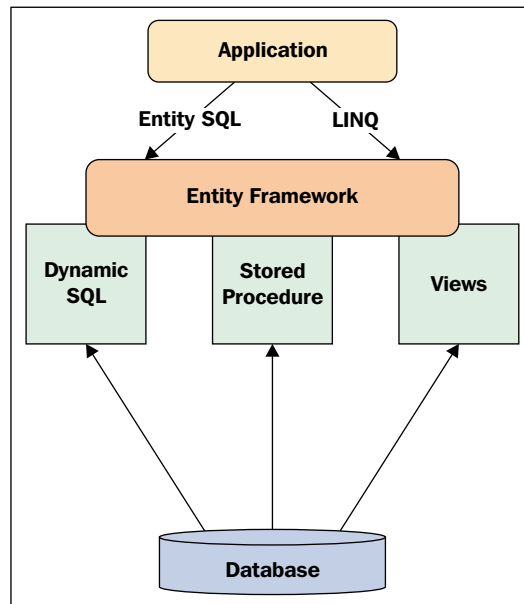 Application
Entity SQL
LINQ
Entity Framework
Dynamic
SQL
Stored
Procedure
Views
Database